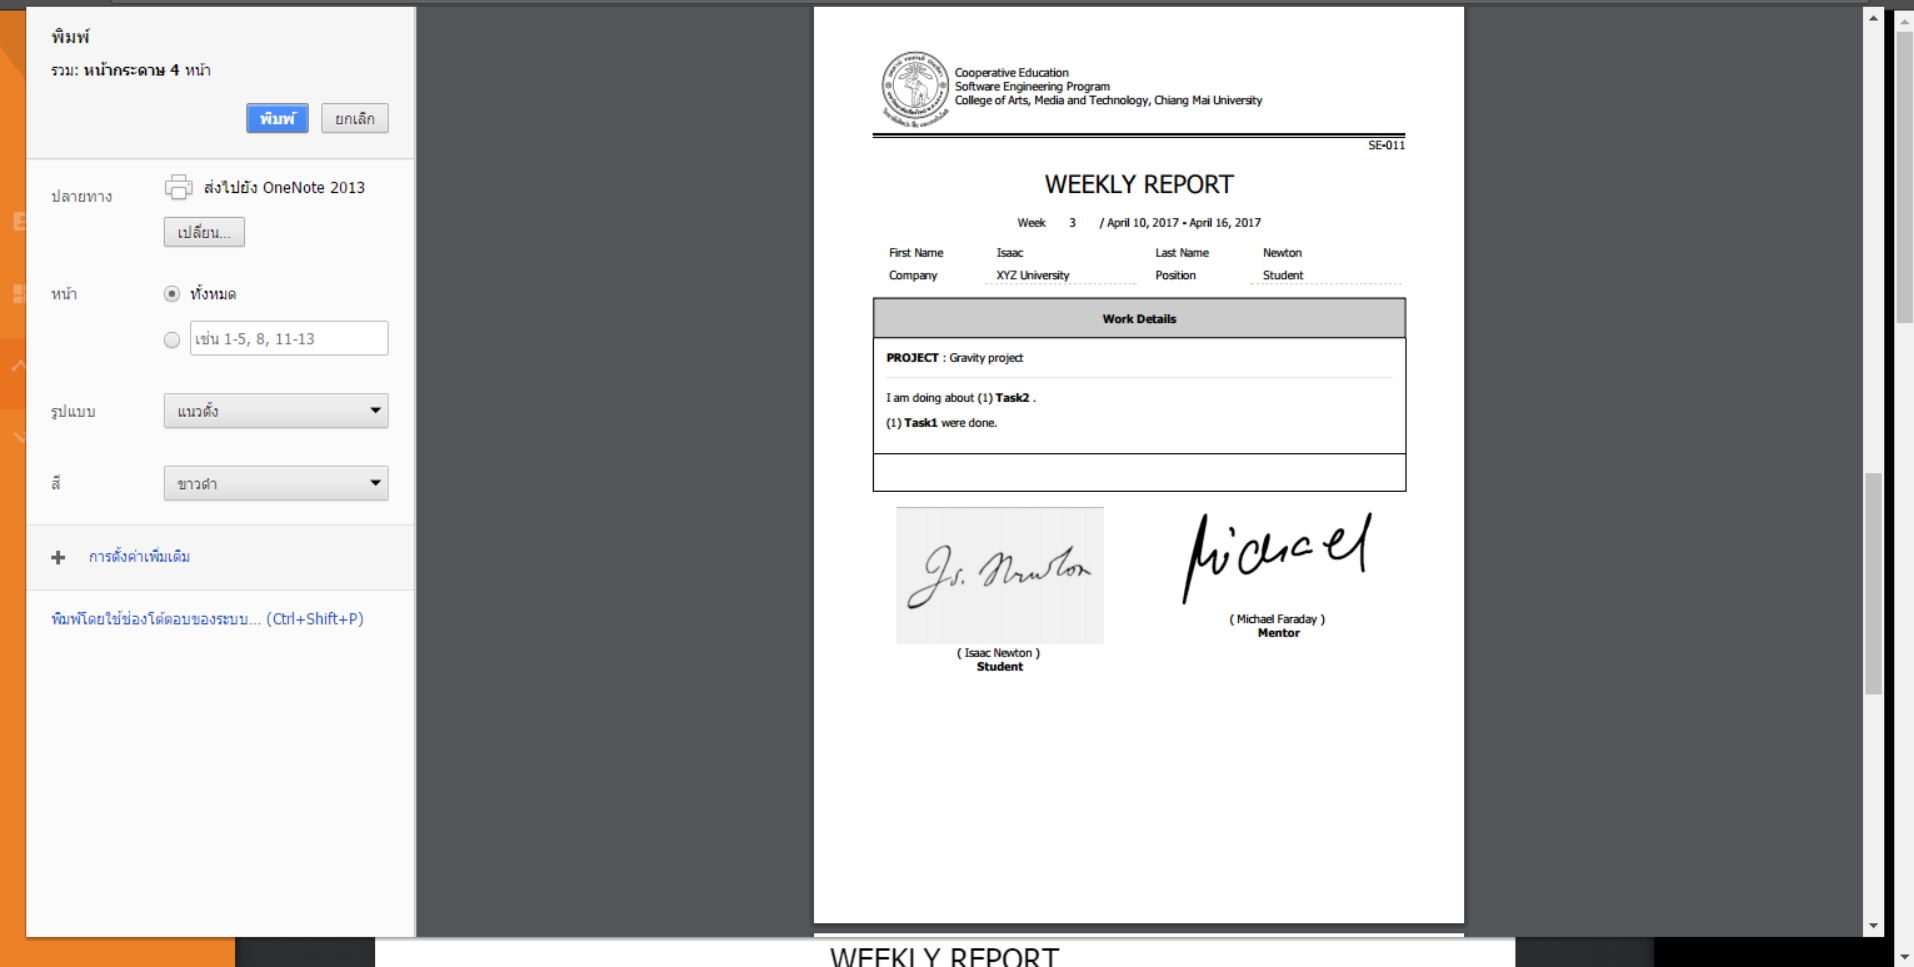 พิมพ์
รวม: หน้ากระดาษ 4 หน้า
พิมพ์ ยกเลิก
ปลายทาง ส่งไปยัง OneNote 2013
เปลี่ยน...
หน้า ทั้งหมด
เช่น 1-5, 8, 11-13
รูปแบบ แนวตั้ง
สี ขาวดำ
การตั้งค่าเพิ่มเติม
พิมพ์โดยใช้ช่องโต้ตอบของระบบ... (Ctrl+Shift+P)
Cooperative Education
Software Engineering Program
College of Arts, Media and Technology, Chiang Mai University
SE-011
WEEKLY REPORT
Week 3 / April 10, 2017 - April 16, 2017
First Name Isaac Last Name Newton
Company XYZ University Position Student
Work Details
PROJECT : Gravity project
I am doing about (1) Task2 .
(1) Task1 were done.
Js. Newton Michael
( Michael Faraday )
Mentor
( Isaac Newton )
Student
WEEKLY REPORT